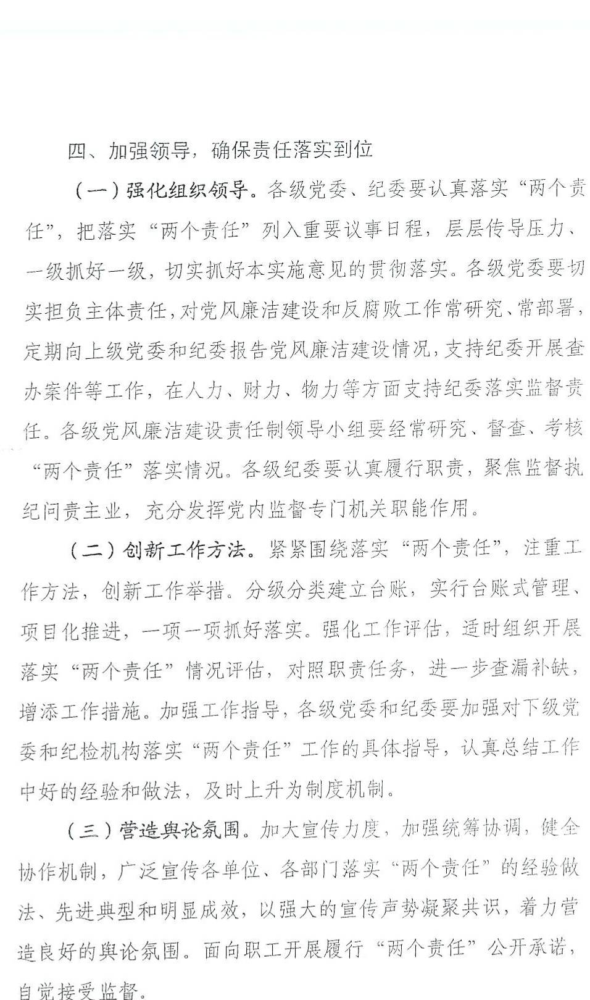 四、加强领导，确保责任落实到位
（一）强化组织领导。各级党委、纪委要认真落实“两个责
任”，把落实“两个责任”列入重要议事日程，层层传导压力、
一级抓好一级，切实抓好本实施意见的贯彻落实。各级党委要切
实担负主体责任，对党风廉洁建设和反腐败工作常研究、常部署，
定期向上级党委和纪委报告党风廉洁建设情况，支持纪委开展查
办案件等工作，在人力、财力、物力等方面支持纪委落实监督责
任。各级党风廉洁建设责任制领导小组要经常研究、督查、考核
“两个责任”落实情况。各级纪委要认真履行职责，聚焦监督执
纪问责主业，充分发挥党内监督专门机关职能作用。
（二）创新工作方法。紧紧围绕落实“两个责任”，注重工
作方法，创新工作举措。分级分类建立台账，实行台账式管理、
项目化推进，一项一项抓好落实。强化工作评估，适时组织开展
落实“两个责任”情况评估，对照职责任务，进一步查漏补缺，
增添工作措施。加强工作指导，各级党委和纪委要加强对下级党
委和纪检机构落实“两个责任”工作的具体指导，认真总结工作
中好的经验和做法，及时上升为制度机制。
（三）营造舆论氛围。加大宣传力度，加强统筹协调，健全
协作机制，广泛宣传各单位、各部门落实“两个责任”的经验做
法、先进典型和明显成效，以强大的宣传声势凝聚共识，着力营
造良好的舆论氛围。面向职工开展履行“两个责任”公开承诺，
自觉接受监督。